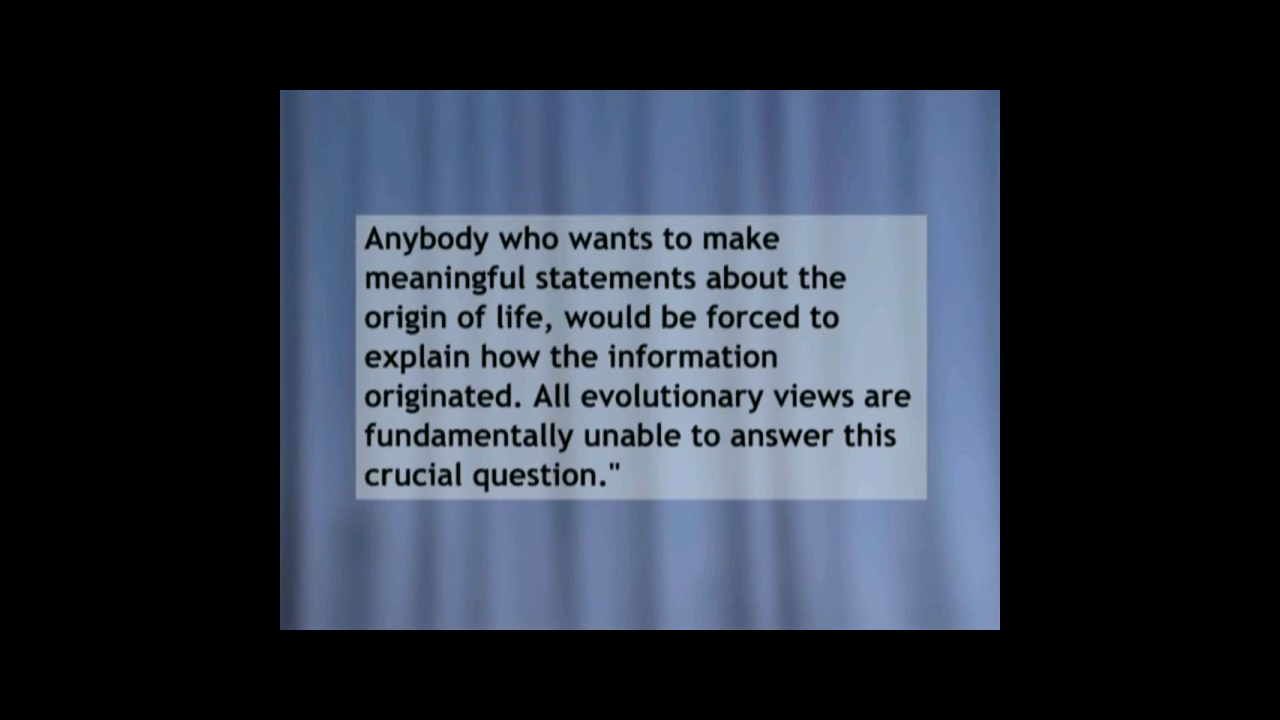 Anybody who wants to make
meaningful statements about the
origin of life, would be forced to
explain how the information
originated. All evolutionary views are
fundamentally unable to answer this
crucial question."